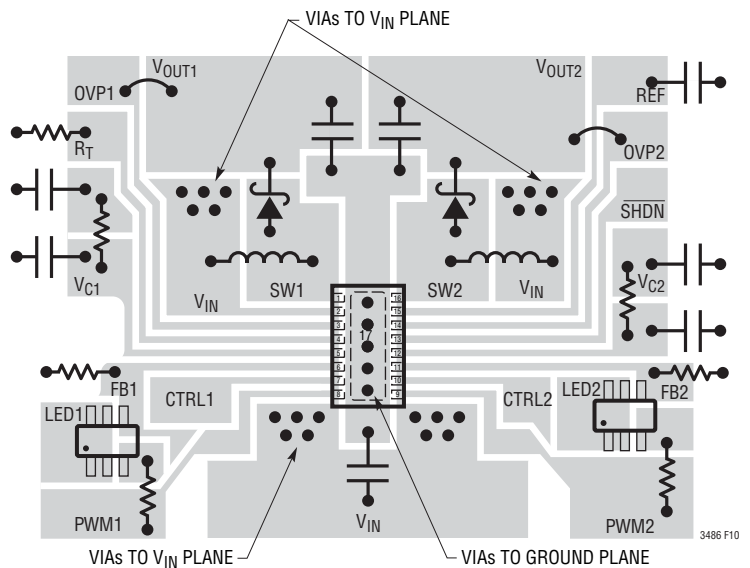 VIAs TO VIN PLANE
VOUT1
VOUT2
OVP1
REF
RT
OVP2
SHDN
VC1
VIN
SW1
SW2
VIN
VC2
1
2
3
4
5
6
7
8
17
16
15
14
13
12
11
10
9
FB1
CTRL1
CTRL2
LED2
FB2
LED1
PWM1
VIN
PWM2
3486 F10
VIAs TO VIN PLANE
VIAs TO GROUND PLANE